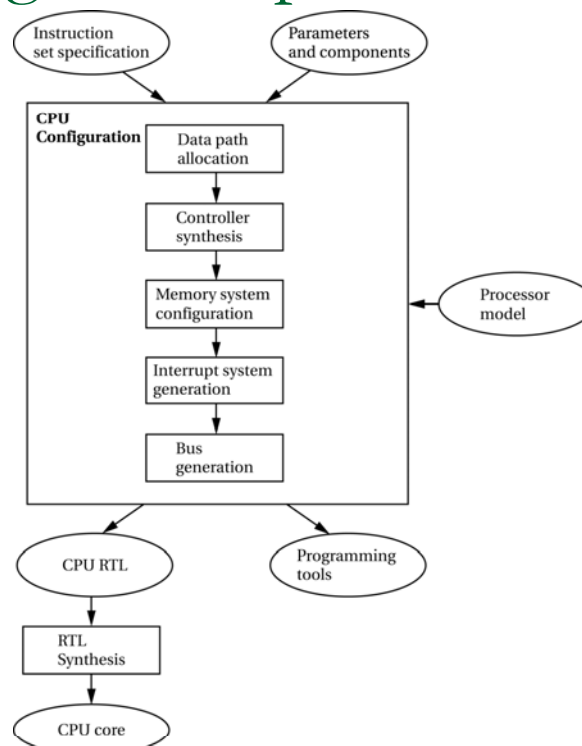 Instruction
set specification
Parameters
and components
CPU
Configuration
Data path
allocation
Controller
synthesis
Memory system
configuration
Processor
model
Interrupt system
generation
Bus
generation
CPU RTL
Programming
tools
RTL
Synthesis
CPU core